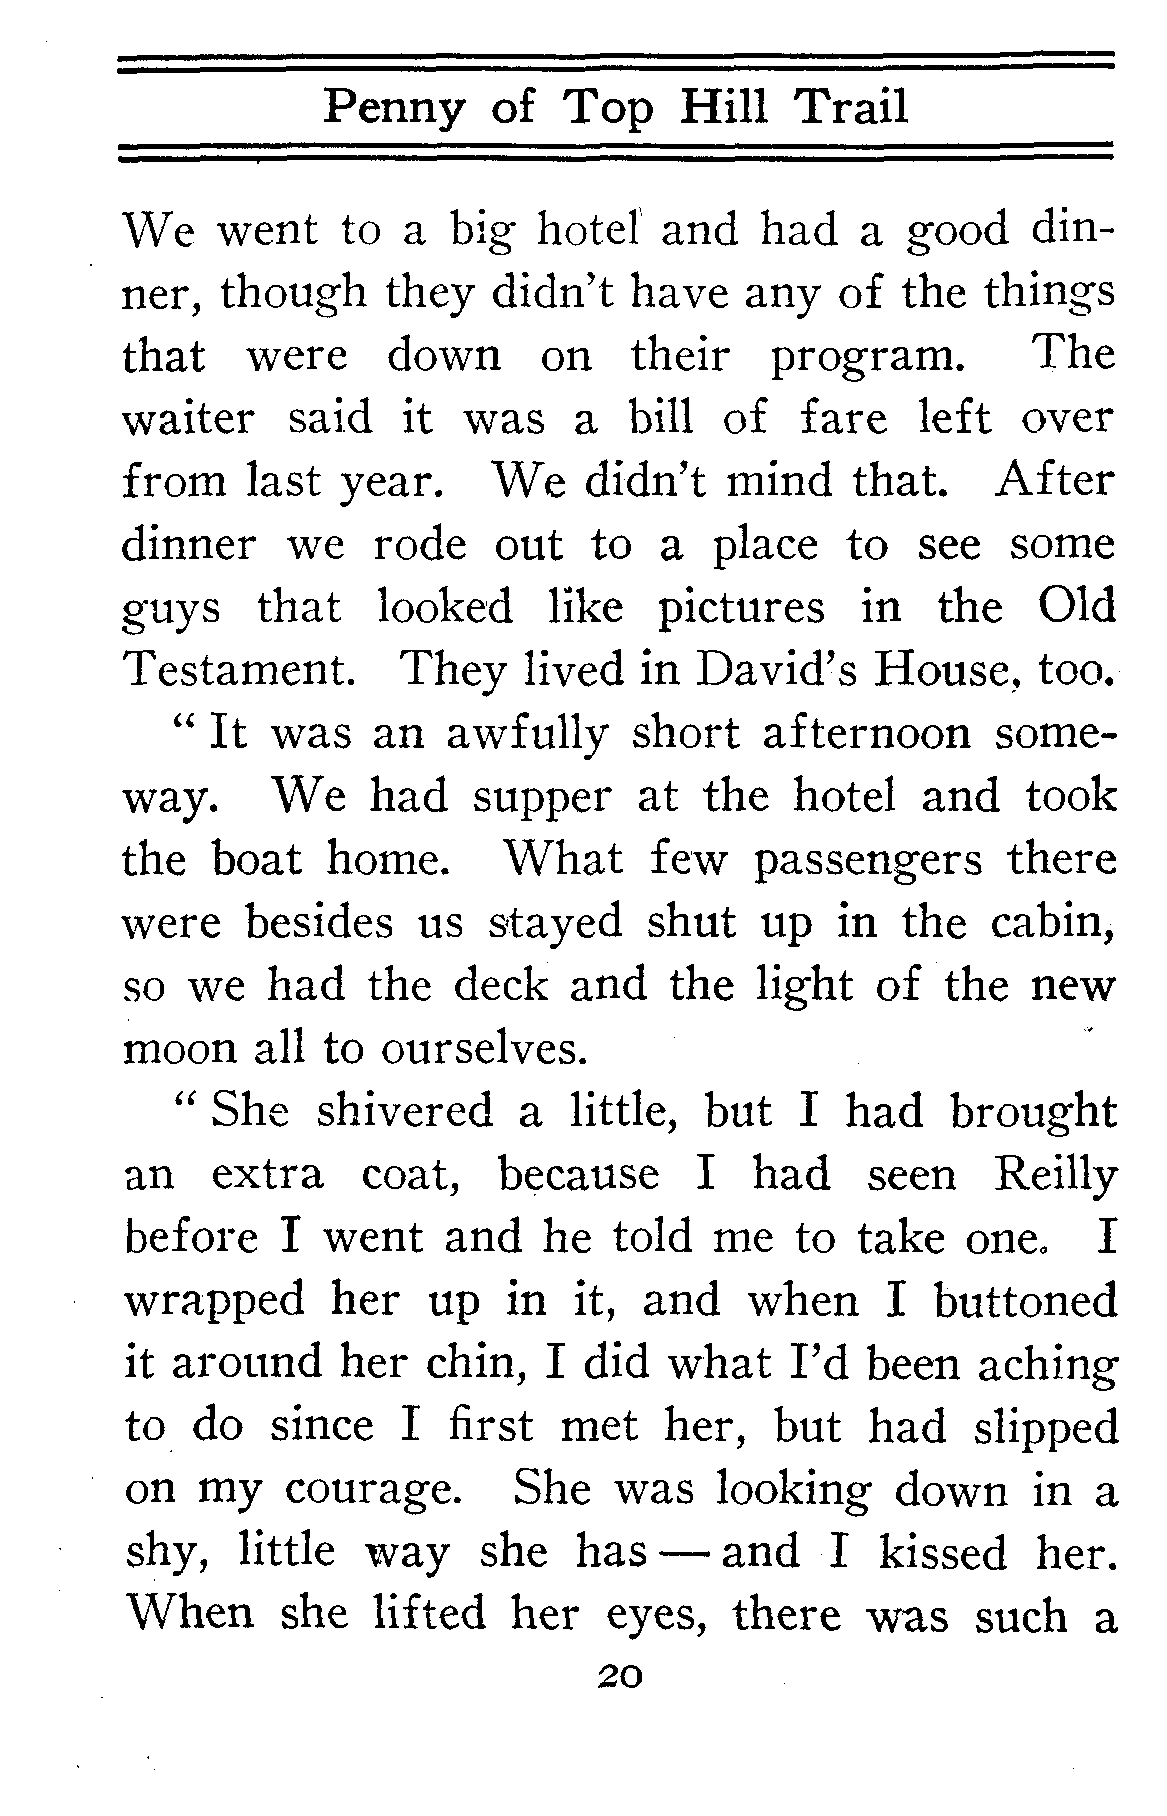 Penny of Top Hill Trail
We went to a big hotel and had a good din-
ner, though they didn't have any of the things
that were down on their program. The
waiter said it was a bill of fare left over
from last year. We didn't mind that. After
dinner we rode out to a place to see some
guys that looked like pictures in the Old
Testament. They lived in David's House, too.
“ It was an awfully short afternoon some-
way. We had supper at the hotel and took
the boat home. What few passengers there
were besides us stayed shut up in the cabin,
so we had the deck and the light of the new
moon all to ourselves.
“ She shivered a little, but I had brought
an extra coat, because I had seen Reilly
before I went and he told me to take one. I
wrapped her up in it, and when I buttoned
it around her chin, I did what I'd been aching
to do since I first met her, but had slipped
on my courage. She was looking down in a
shy, little way she has — and I kissed her.
When she lifted her eyes, there was such a
20